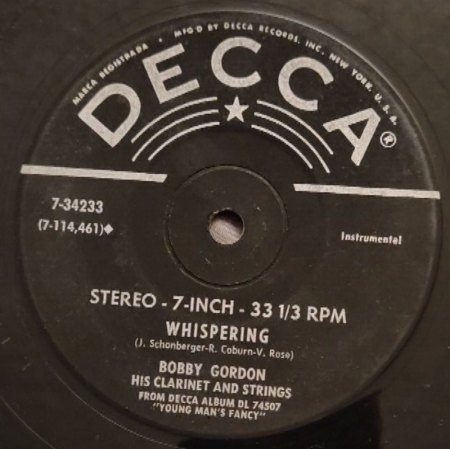 MARCA REGISTRADA • MFG'D BY DECCA RECORDS, INC., NEW YORK, U.S.A.
DECCA®
7-34233
(7-114,461)◆
Instrumental
STEREO - 7-INCH - 33 1/3 RPM
WHISPERING
(J. Schonberger-R. Coburn-V. Rose)
BOBBY GORDON
HIS CLARINET AND STRINGS
FROM DECCA ALBUM DL 74507
"YOUNG MAN'S FANCY"